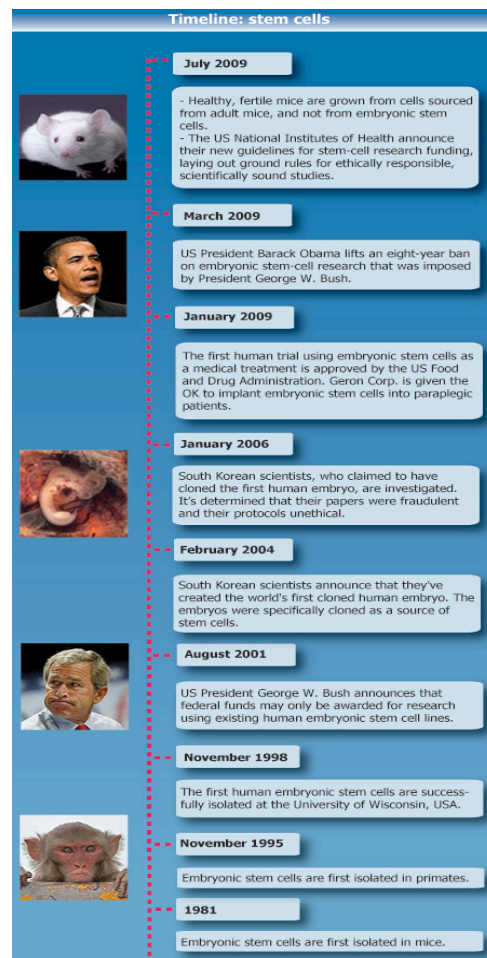 Timeline: stem cells
July 2009
- Healthy, fertile mice are grown from cells sourced
from adult mice, and not from embryonic stem
cells.
- The US National Institutes of Health announce
their new guidelines for stem-cell research funding,
laying out ground rules for ethically responsible,
scientifically sound studies.
March 2009
US President Barack Obama lifts an eight-year ban
on embryonic stem-cell research that was imposed
by President George W. Bush.
January 2009
The first human trial using embryonic stem cells as
a medical treatment is approved by the US Food
and Drug Administration. Geron Corp. is given the
OK to implant embryonic stem cells into paraplegic
patients.
January 2006
South Korean scientists, who claimed to have
cloned the first human embryo, are investigated.
It's determined that their papers were fraudulent
and their protocols unethical.
February 2004
South Korean scientists announce that they've
created the world's first cloned human embryo. The
embryos were specifically cloned as a source of
stem cells.
August 2001
US President George W. Bush announces that
federal funds may only be awarded for research
using existing human embryonic stem cell lines.
November 1998
The first human embryonic stem cells are success-
fully isolated at the University of Wisconsin, USA.
November 1995
Embryonic stem cells are first isolated in primates.
1981
Embryonic stem cells are first isolated in mice.